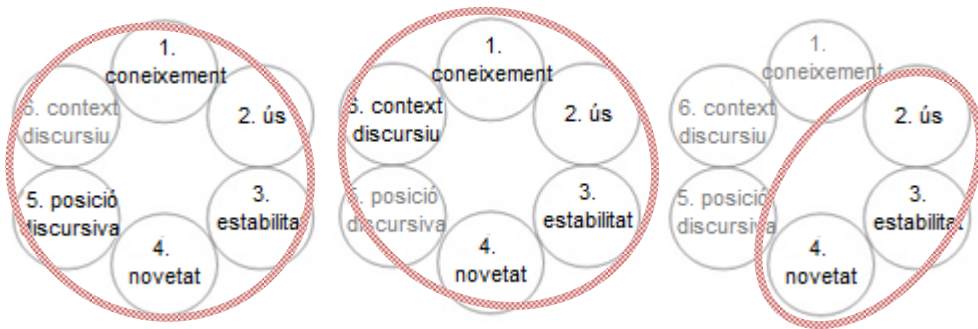 1.
coneixement
6. context
discursiu
2. ús
5. posició
discursiva
3.
estabilitat
4.
novetat
1.
coneixement
6. context
discursiu
2. ús
5. posició
discursiva
3.
estabilitat
4.
novetat
1.
coneixement
6. context
discursiu
2. ús
5. posició
discursiva
3.
estabilitat
4.
novetat